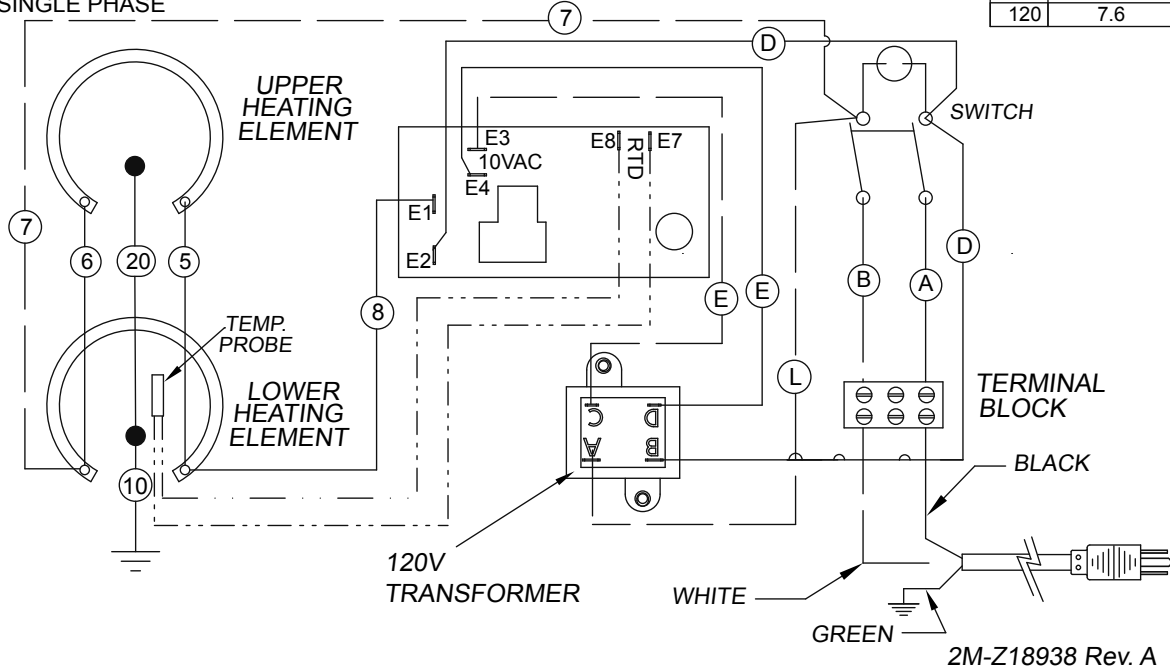 SINGLE PHASE
120 7.6
7
D
UPPER
HEATING
ELEMENT
SWITCH
E3
10VAC
E4
E8
RTD
E7
E1
E2
7
6
20
5
8
E
E
D
B
A
L
TEMP.
PROBE
LOWER
HEATING
ELEMENT
10
C
D
A
B
TERMINAL
BLOCK
BLACK
120V
TRANSFORMER
WHITE
GREEN
2M-Z18938 Rev. A